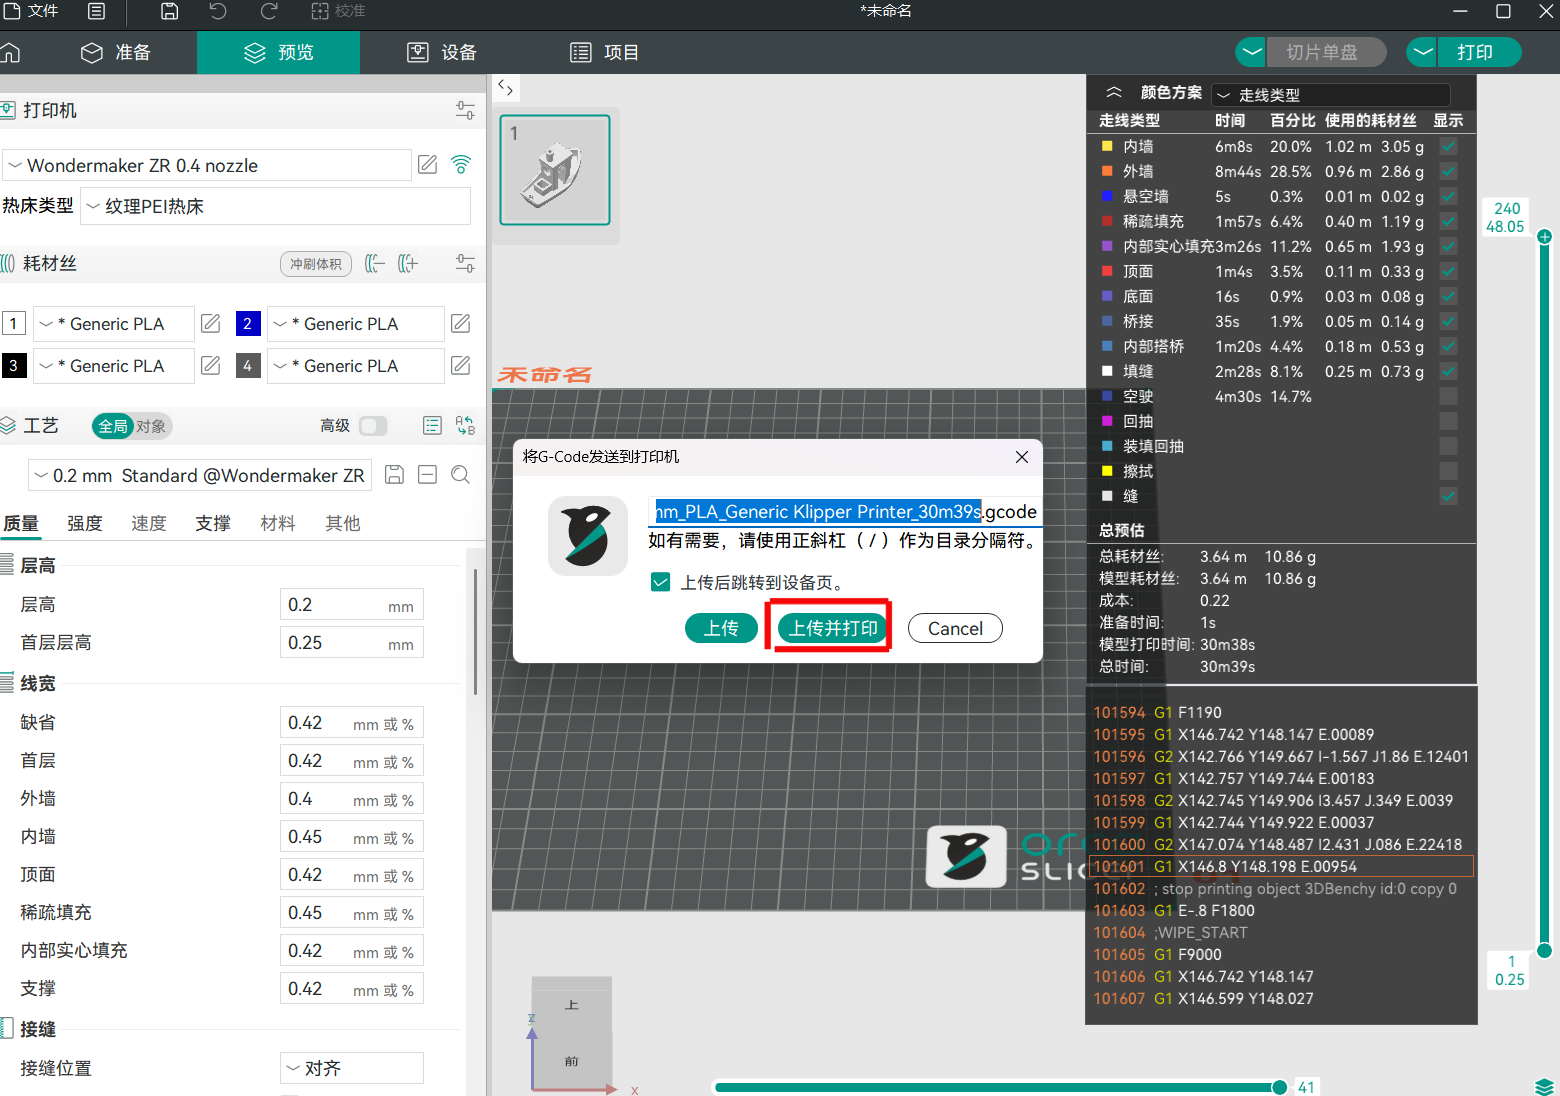 文件
校准
*未命名
准备
预览
设备
项目
切片单盘
打印
打印机
Wondermaker ZR 0.4 nozzle
热床类型
纹理PEI热床
耗材丝
冲刷体积
1 * Generic PLA
2 * Generic PLA
3 * Generic PLA
4 * Generic PLA
工艺
全局 对象
高级
0.2 mm Standard @Wondermaker ZR
质量 强度 速度 支撑 材料 其他
层高
层高 0.2 mm
首层层高 0.25 mm
线宽
缺省 0.42 mm 或 %
首层 0.42 mm 或 %
外墙 0.4 mm 或 %
内墙 0.45 mm 或 %
顶面 0.42 mm 或 %
稀疏填充 0.45 mm 或 %
内部实心填充 0.42 mm 或 %
支撑 0.42 mm 或 %
接缝
接缝位置 对齐
1
未命名
将G-Code发送到打印机
nm_PLA_Generic Klipper Printer_30m39s.gcode
如有需要，请使用正斜杠（ / ）作为目录分隔符。
上传后跳转到设备页。
上传 上传并打印 Cancel
SLIC
上
前
z
x
颜色方案 走线类型
走线类型 时间 百分比 使用的耗材丝 显示
内墙 6m8s 20.0% 1.02 m 3.05 g
外墙 8m44s 28.5% 0.96 m 2.86 g
悬空墙 5s 0.3% 0.01 m 0.02 g
稀疏填充 1m57s 6.4% 0.40 m 1.19 g
内部实心填充 3m26s 11.2% 0.65 m 1.93 g
顶面 1m4s 3.5% 0.11 m 0.33 g
底面 16s 0.9% 0.03 m 0.08 g
桥接 35s 1.9% 0.05 m 0.14 g
内部搭桥 1m20s 4.4% 0.18 m 0.53 g
填缝 2m28s 8.1% 0.25 m 0.73 g
空驶 4m30s 14.7%
回抽
装填回抽
擦拭
缝
总预估
总耗材丝: 3.64 m 10.86 g
模型耗材丝: 3.64 m 10.86 g
成本: 0.22
准备时间: 1s
模型打印时间: 30m38s
总时间: 30m39s
101594 G1 F1190
101595 G1 X146.742 Y148.147 E.00089
101596 G2 X142.766 Y149.667 I-1.567 J1.86 E.12401
101597 G1 X142.757 Y149.744 E.00183
101598 G2 X142.745 Y149.906 I3.457 J.349 E.0039
101599 G1 X142.744 Y149.922 E.00037
101600 G2 X147.074 Y148.487 I2.431 J.086 E.22418
101601 G1 X146.8 Y148.198 E.00954
101602 ; stop printing object 3DBenchy id:0 copy 0
101603 G1 E-.8 F1800
101604 ;WIPE_START
101605 G1 F9000
101606 G1 X146.742 Y148.147
101607 G1 X146.599 Y148.027
240
48.05
1
0.25
41